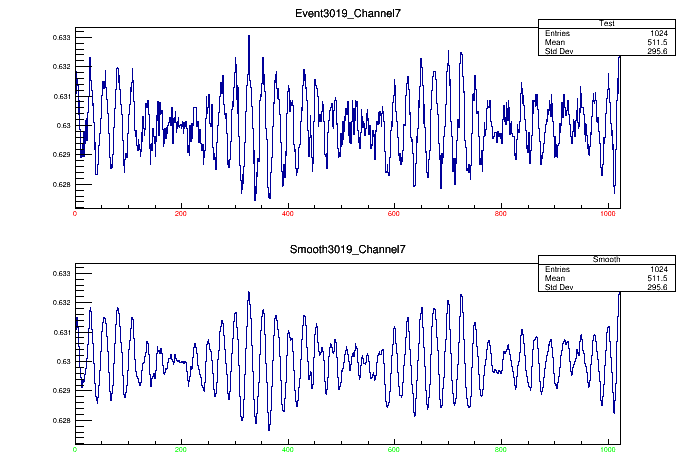 Event3019_Channel7
Test
Entries 1024
Mean 511.5
Std Dev 295.6
0.633
0.632
0.631
0.63
0.629
0.628
0 200 400 600 800 1000
Smooth3019_Channel7
Smooth
Entries 1024
Mean 511.5
Std Dev 295.6
0.633
0.632
0.631
0.63
0.629
0.628
0 200 400 600 800 1000